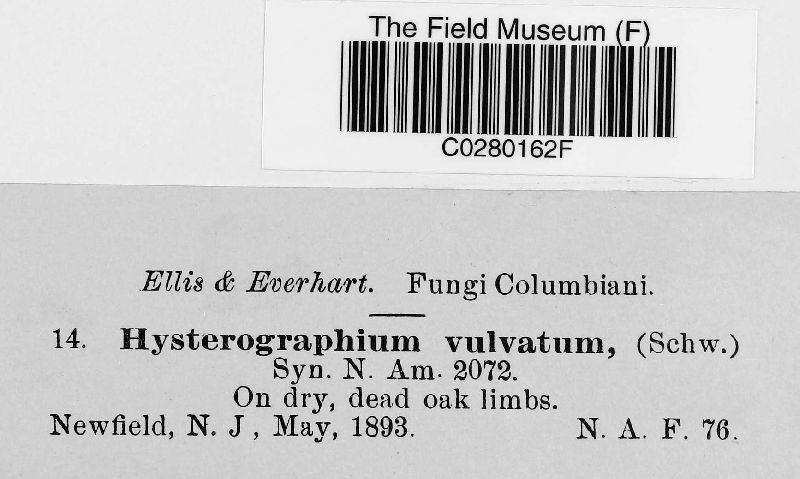 The Field Museum (F)
C0280162F
Ellis & Everhart. Fungi Columbiani.
14. Hysterographium vulvatum, (Schw.)
Syn. N. Am. 2072.
On dry, dead oak limbs.
Newfield, N. J , May, 1893. N. A. F. 76.